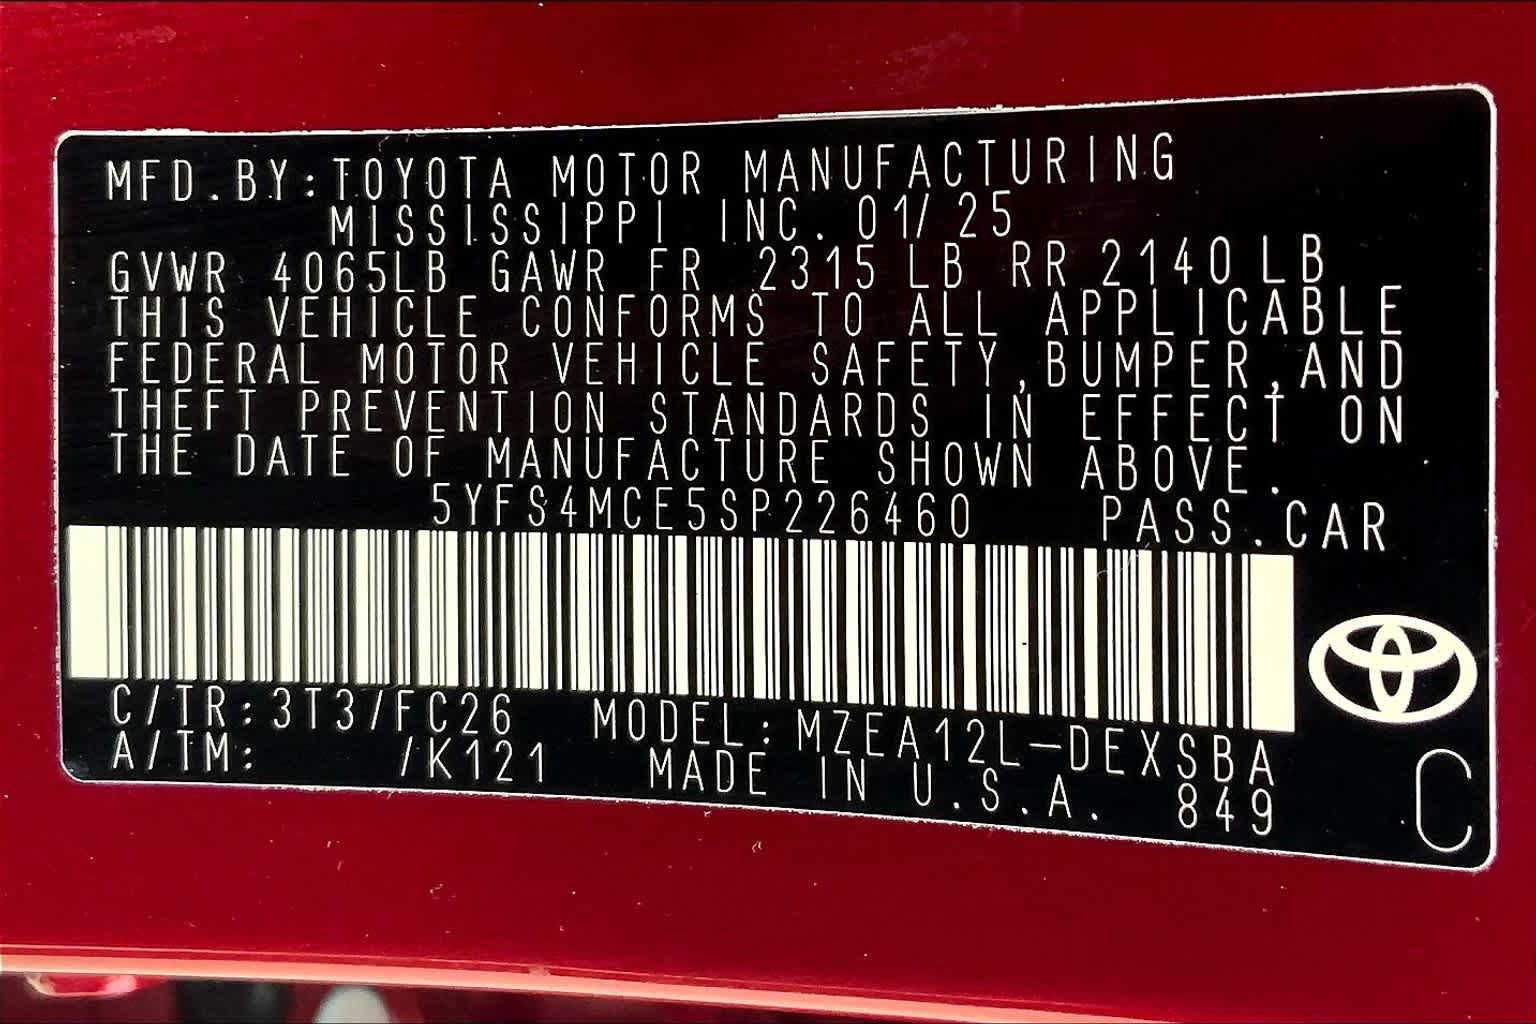 MFD.BY:TOYOTA MOTOR MANUFACTURING
MISSISSIPPI INC. 01/25
GVWR 4065LB GAWR FR 2315 LB RR 2140 LB
THIS VEHICLE CONFORMS TO ALL APPLICABLE
FEDERAL MOTOR VEHICLE SAFETY,BUMPER,AND
THEFT PREVENTION STANDARDS IN EFFECT ON
THE DATE OF MANUFACTURE SHOWN ABOVE.
5YFS4MCE5SP226460 PASS.CAR
C/TR:3T3/FC26 MODEL:MZEA12L-DEXSBA
A/TM: /K121 MADE IN U.S.A. 849
C